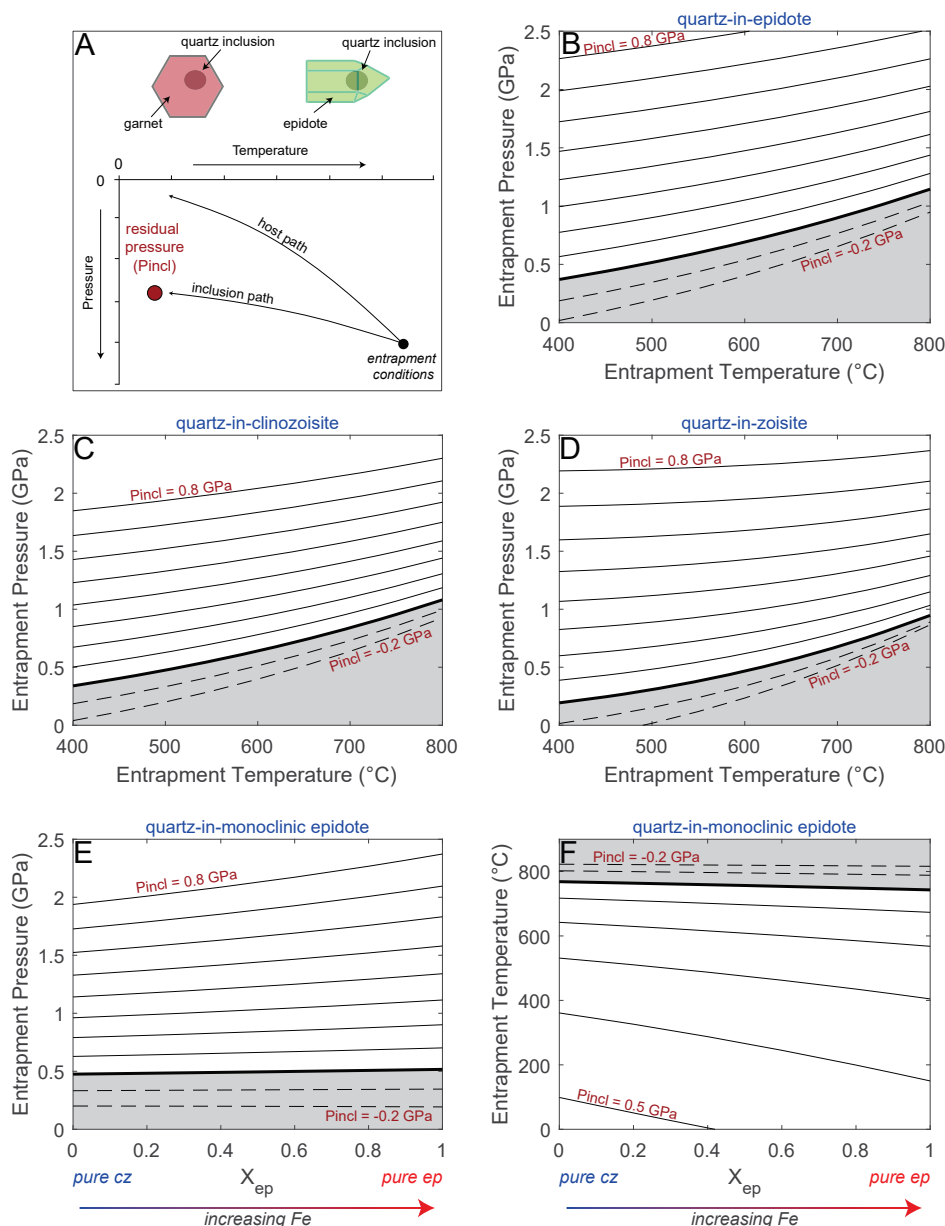 A
quartz inclusion
quartz inclusion
garnet
epidote
0
Temperature
0
Pressure
host path
residual
pressure
(Pincl)
inclusion path
entrapment
conditions
quartz-in-epidote
B
Pincl = 0.8 GPa
Pincl = -0.2 GPa
2.5
2
1.5
1
0.5
0
Entrapment Pressure (GPa)
400 500 600 700 800
Entrapment Temperature (°C)
quartz-in-clinozoisite
C
Pincl = 0.8 GPa
Pincl = -0.2 GPa
2.5
2
1.5
1
0.5
0
Entrapment Pressure (GPa)
400 500 600 700 800
Entrapment Temperature (°C)
quartz-in-zoisite
D
Pincl = 0.8 GPa
Pincl = -0.2 GPa
2.5
2
1.5
1
0.5
0
Entrapment Pressure (GPa)
400 500 600 700 800
Entrapment Temperature (°C)
quartz-in-monoclinic epidote
E
Pincl = 0.8 GPa
Pincl = -0.2 GPa
2.5
2
1.5
1
0.5
0
Entrapment Pressure (GPa)
0 0.2 0.4 0.6 0.8 1
pure cz X_ep pure ep
increasing Fe
quartz-in-monoclinic epidote
F
Pincl = -0.2 GPa
Pincl = 0.5 GPa
800
600
400
200
0
Entrapment Temperature (°C)
0 0.2 0.4 0.6 0.8 1
pure cz X_ep pure ep
increasing Fe